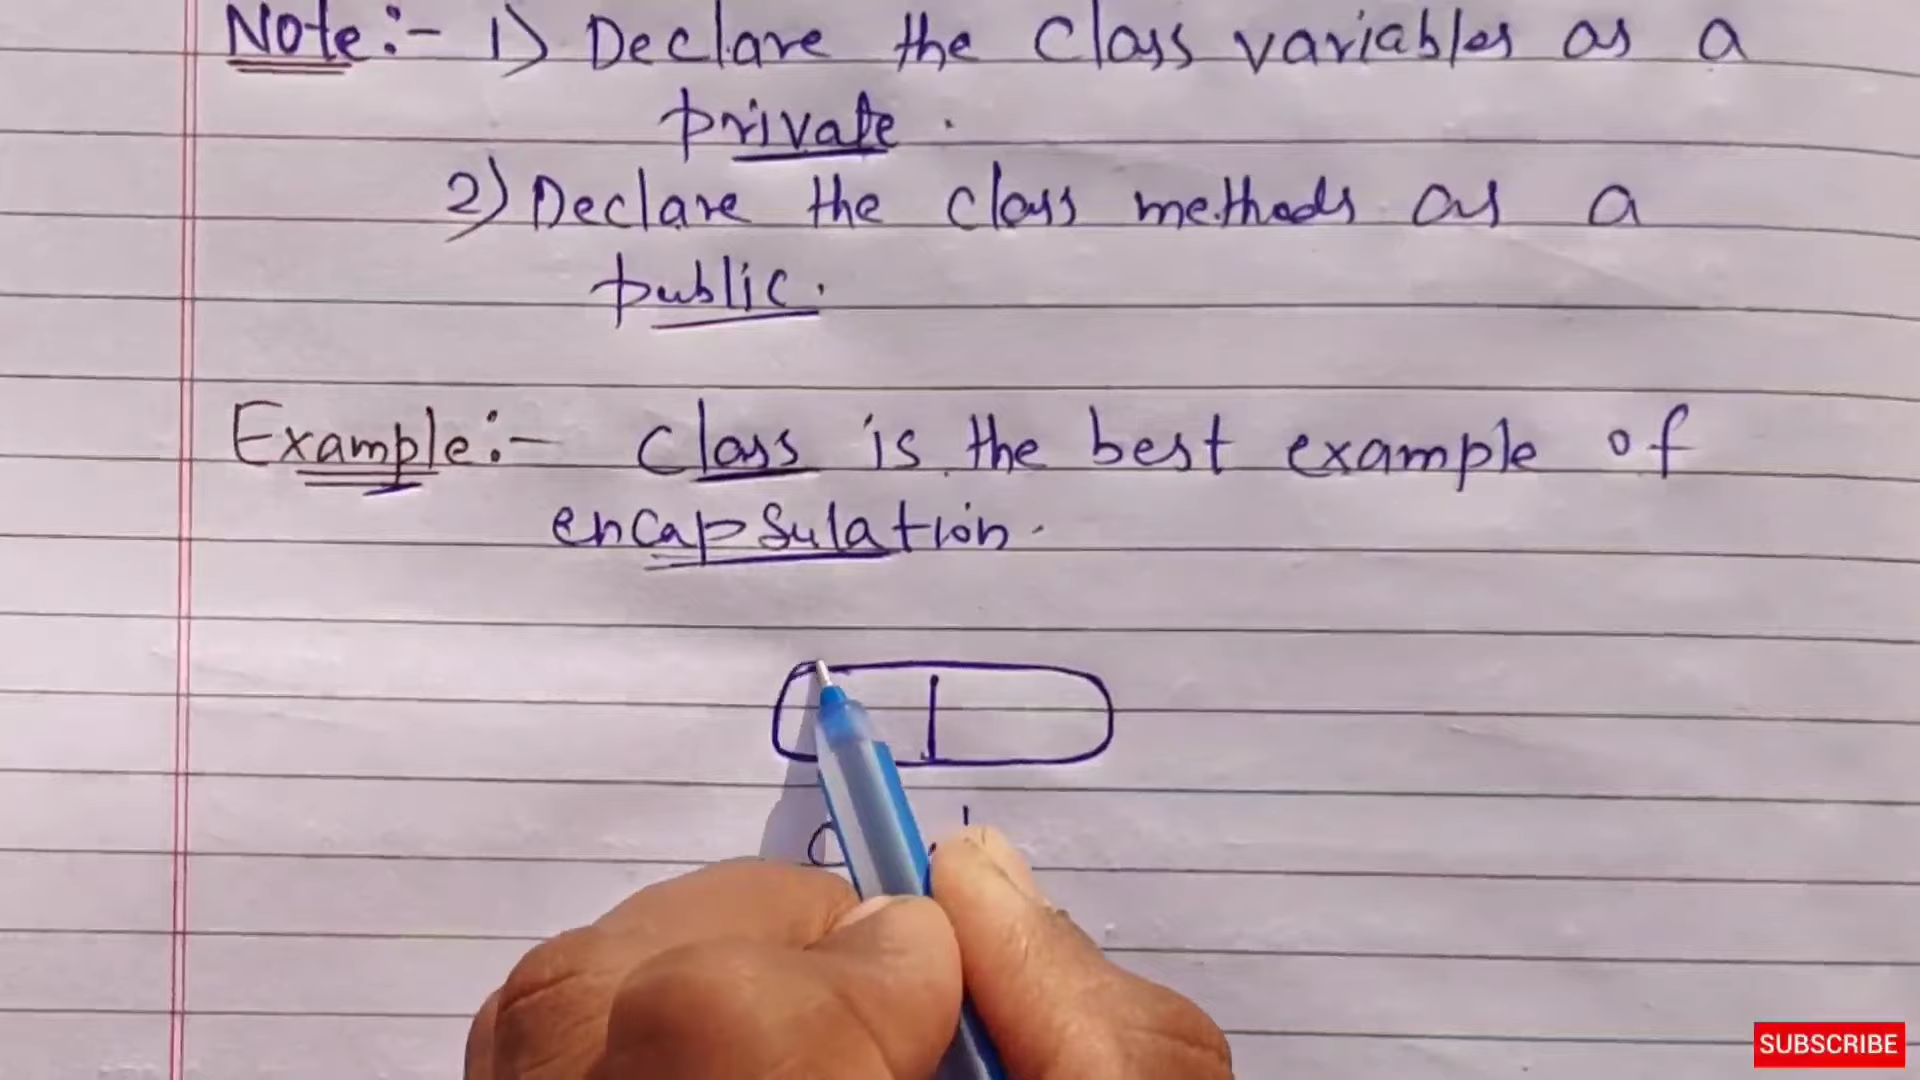 Note:- 1) Declare the class variables as a
private.
2) Declare the class methods as a
public.
Example:- class is the best example of
encapsulation.
SUBSCRIBE